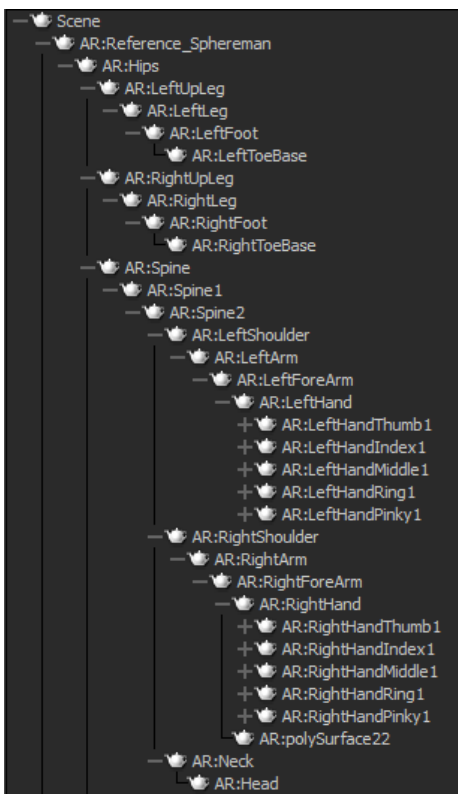 Scene
AR:Reference_Sphereman
AR:Hips
AR:LeftUpLeg
AR:LeftLeg
AR:LeftFoot
AR:LeftToeBase
AR:RightUpLeg
AR:RightLeg
AR:RightFoot
AR:RightToeBase
AR:Spine
AR:Spine1
AR:Spine2
AR:LeftShoulder
AR:LeftArm
AR:LeftForeArm
AR:LeftHand
AR:LeftHandThumb1
AR:LeftHandIndex1
AR:LeftHandMiddle1
AR:LeftHandRing1
AR:LeftHandPinky1
AR:RightShoulder
AR:RightArm
AR:RightForeArm
AR:RightHand
AR:RightHandThumb1
AR:RightHandIndex1
AR:RightHandMiddle1
AR:RightHandRing1
AR:RightHandPinky1
AR:polySurface22
AR:Neck
AR:Head